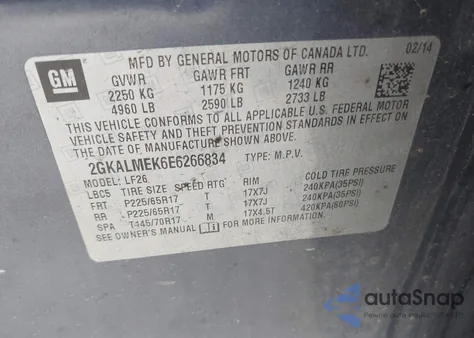 GM
MFD BY GENERAL MOTORS OF CANADA LTD. 02/14
GVWR GAWR FRT GAWR RR
2250 KG 1175 KG 1240 KG
4960 LB 2590 LB 2733 LB
THIS VEHICLE CONFORMS TO ALL APPLICABLE U.S. FEDERAL MOTOR
VEHICLE SAFETY AND THEFT PREVENTION STANDARDS IN EFFECT ON
THE DATE OF MANUFACTURE SHOWN ABOVE.
2GKALMEK6E6266834 TYPE: M.P.V.
MODEL: LF26
LBC5 TIRE SIZE SPEED RTG RIM COLD TIRE PRESSURE
FRT P225/65R17 T 17X7J 240KPA(35PSI)
RR P225/65R17 T 17X7J 240KPA(35PSI)
SPA T145/70R17 M 17X4.5T 420KPA(60PSI)
SEE OWNER'S MANUAL FOR MORE INFORMATION.
autoSnap
www.autosnap.pro